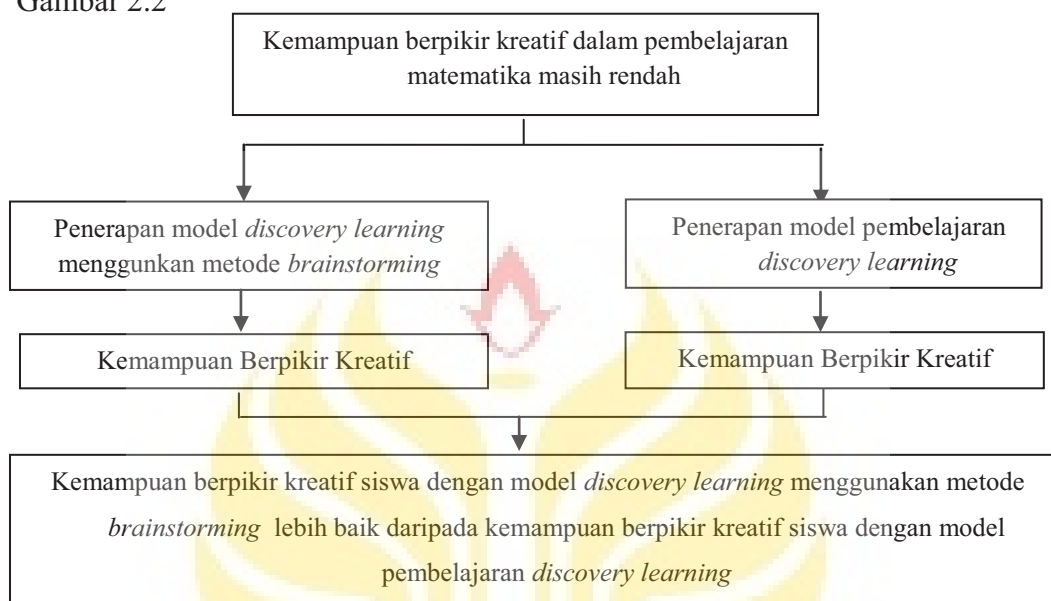 Gambar 2.2
Kemampuan berpikir kreatif dalam pembelajaran
matematika masih rendah
Penerapan model discovery learning
menggunkan metode brainstorming
Penerapan model pembelajaran
discovery learning
Kemampuan Berpikir Kreatif
Kemampuan Berpikir Kreatif
Kemampuan berpikir kreatif siswa dengan model discovery learning menggunakan metode
brainstorming lebih baik daripada kemampuan berpikir kreatif siswa dengan model
pembelajaran discovery learning